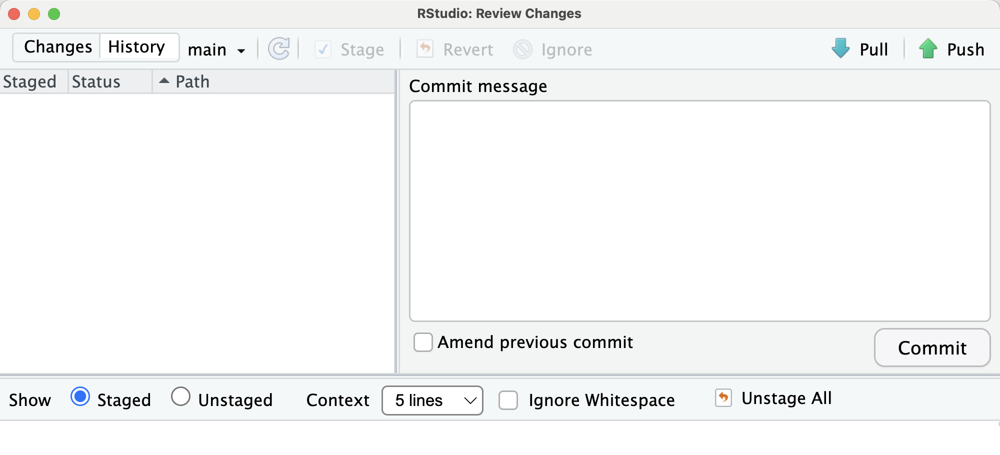 RStudio: Review Changes
Changes History main Stage Revert Ignore Pull Push
Staged Status Path
Commit message
Amend previous commit
Commit
Show Staged Unstaged Context 5 lines Ignore Whitespace Unstage All